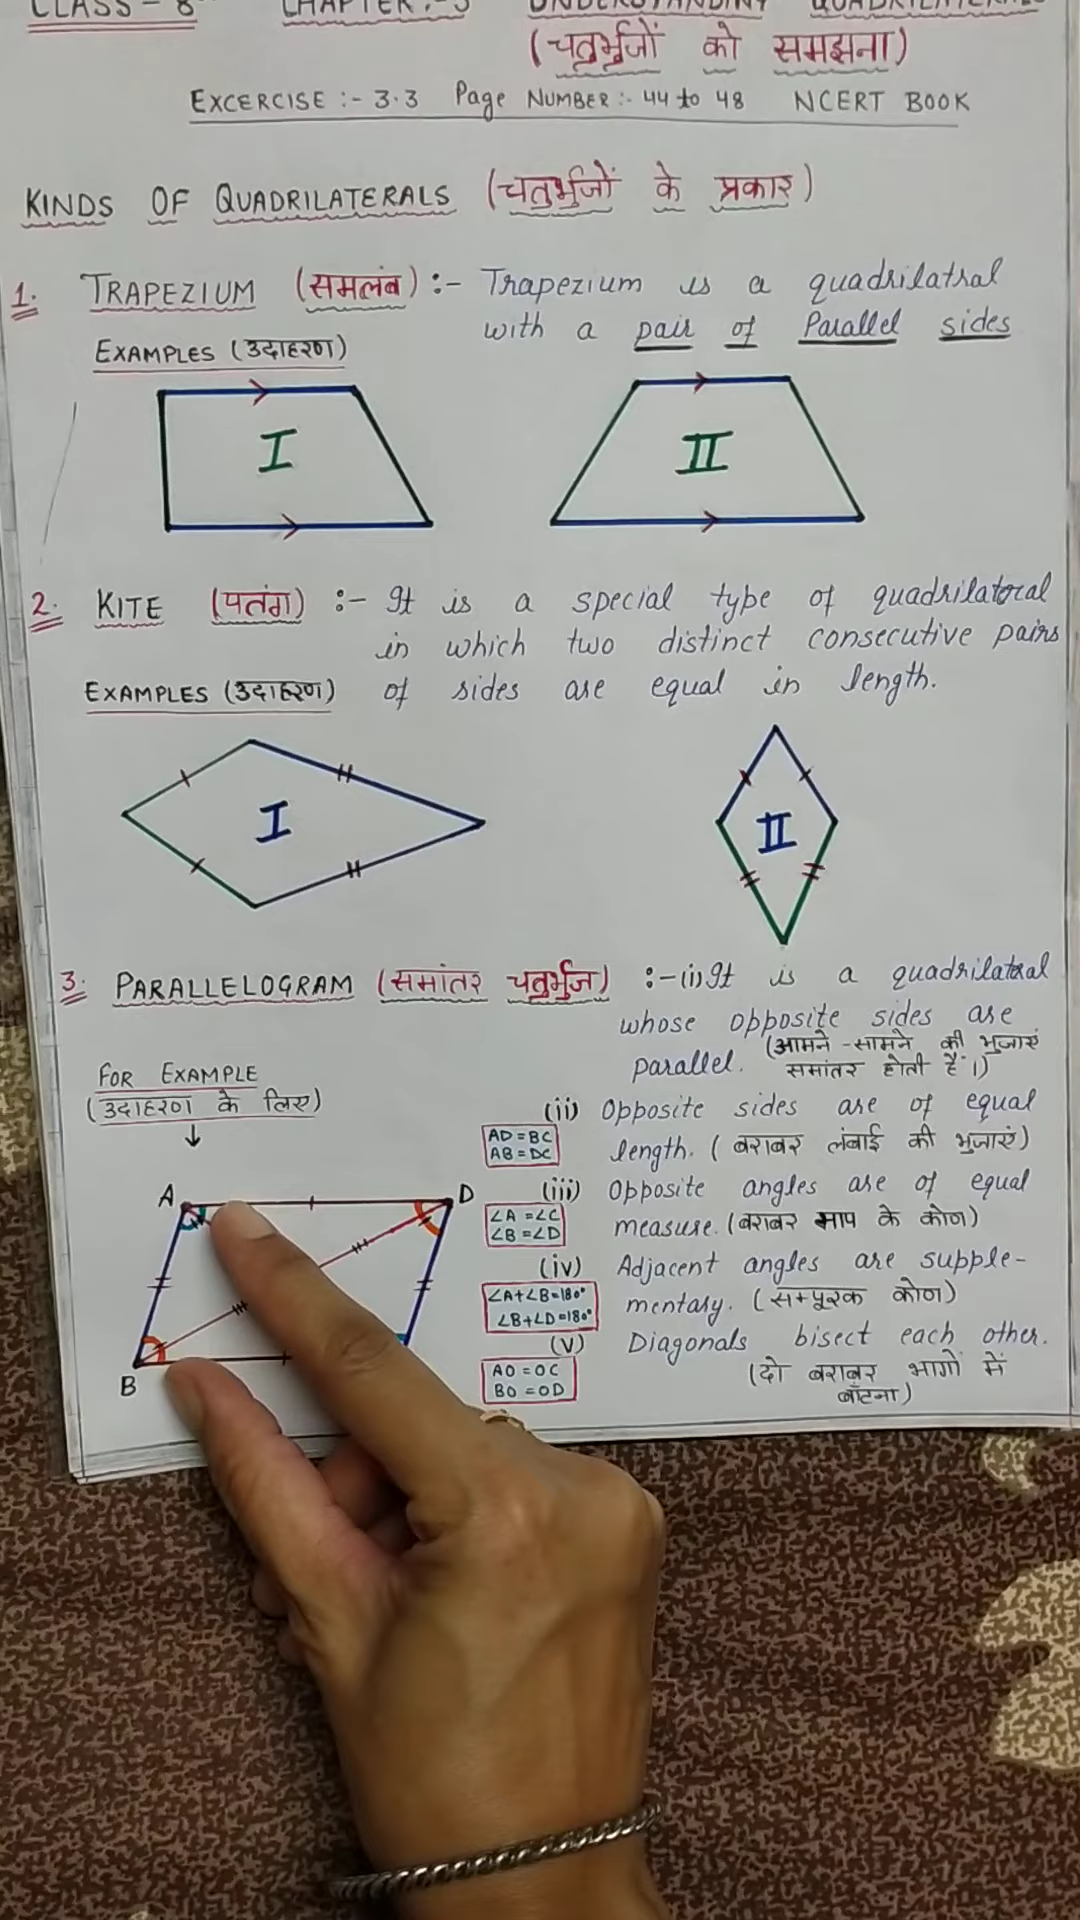 CLASS - 8 CHAPTER :- 3 UNDERSTANDING QUADRILATERALS
(चतुर्भुजों को समझना)
EXCERCISE :- 3.3 Page NUMBER :- 44 to 48 NCERT BOOK
KINDS OF QUADRILATERALS (चतुर्भुजों के प्रकार)
1. TRAPEZIUM (समलंब) :- Trapezium is a quadrilatral
with a pair of Parallel sides
EXAMPLES (उदाहरण)
I II
2. KITE (पतंग) :- It is a special type of quadrilatoral
in which two distinct consecutive pairs
EXAMPLES (उदाहरण) of sides are equal in length.
I II
3. PARALLELOGRAM (समांतर चतुर्भुज) :- (i) It is a quadrilateral
whose opposite sides are
parallel. (आमने -सामने की भुजाएं
समांतर होती हैं।)
FOR EXAMPLE
(उदाहरण के लिए)
(ii) Opposite sides are of equal
length. (बराबर लंबाई की भुजाएं)
AD = BC
AB = DC
(iii) Opposite angles are of equal
measure. (बराबर माप के कोण)
∠A = ∠C
∠B = ∠D
(iv) Adjacent angles are supple-
mentary. (सम्पूरक कोण)
∠A+∠B=180°
∠B+∠D=180°
(v) Diagonals bisect each other.
(दो बराबर भागों में
बाँटना)
AO = OC
BO = OD
A D
B